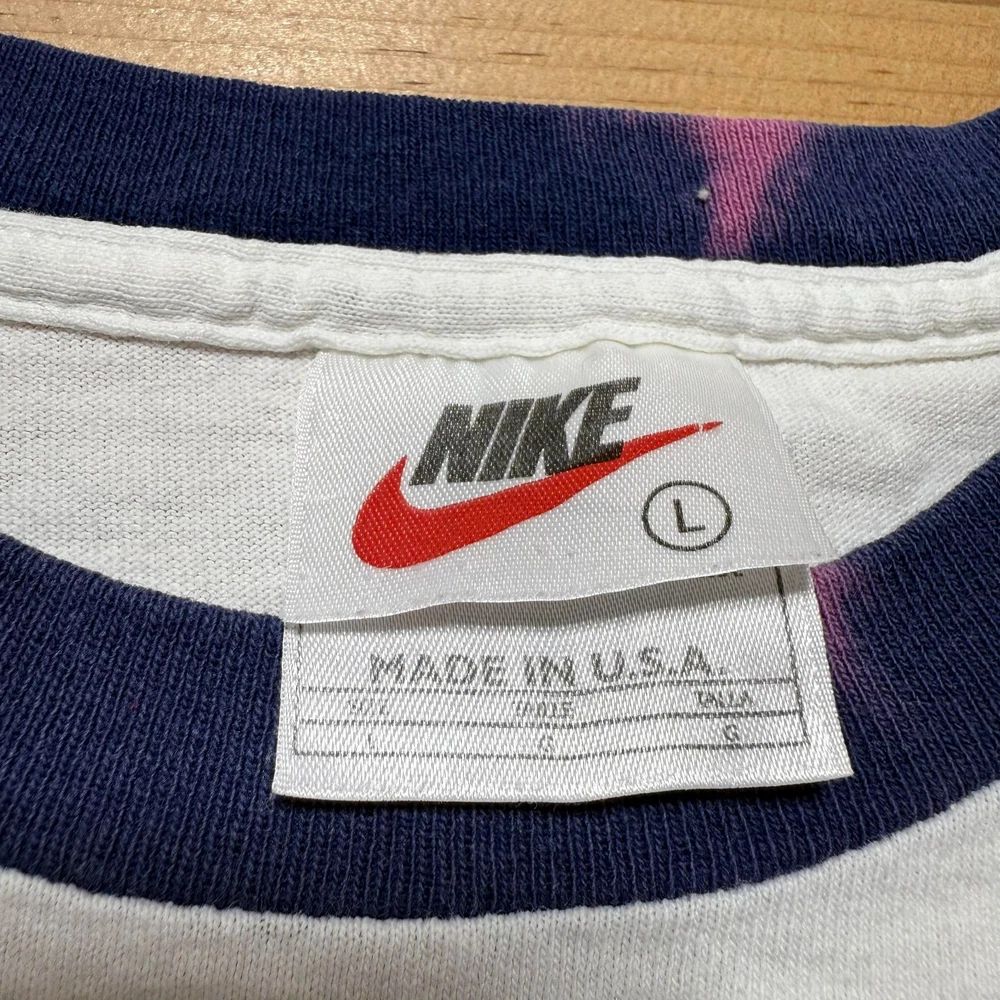 NIKE
L
MADE IN U.S.A.
SIZE TAILLE TALLA
L G G